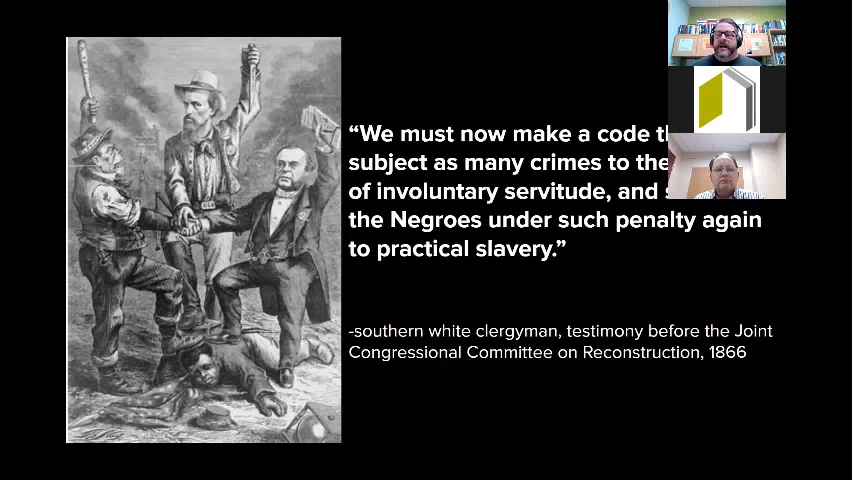 “We must now make a code
subject as many crimes to the
of involuntary servitude, and
the Negroes under such penalty again
to practical slavery.”
-southern white clergyman, testimony before the Joint
Congressional Committee on Reconstruction, 1866